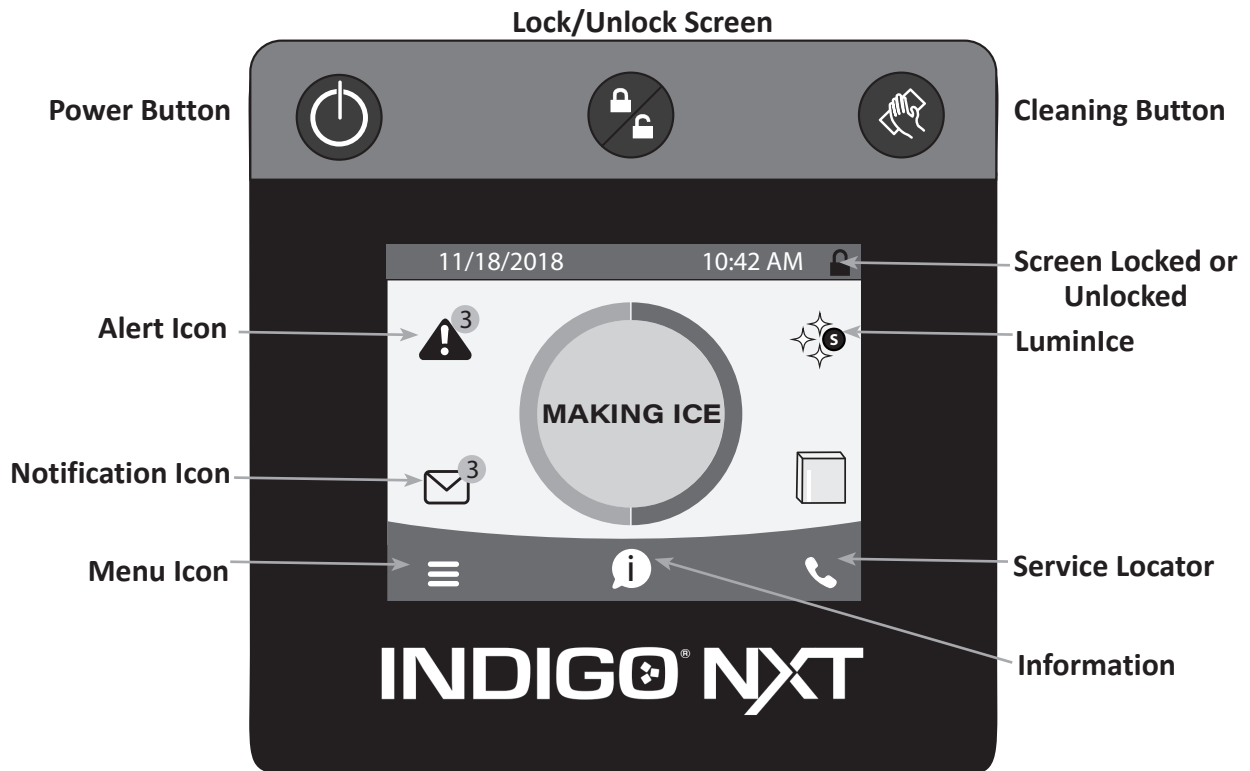 Lock/Unlock Screen
Power Button
Cleaning Button
11/18/2018 10:42 AM
Screen Locked or
Unlocked
Alert Icon
3
S
LuminIce
MAKING ICE
Notification Icon
3
Menu Icon
i
Service Locator
Information
INDIGO® NXT